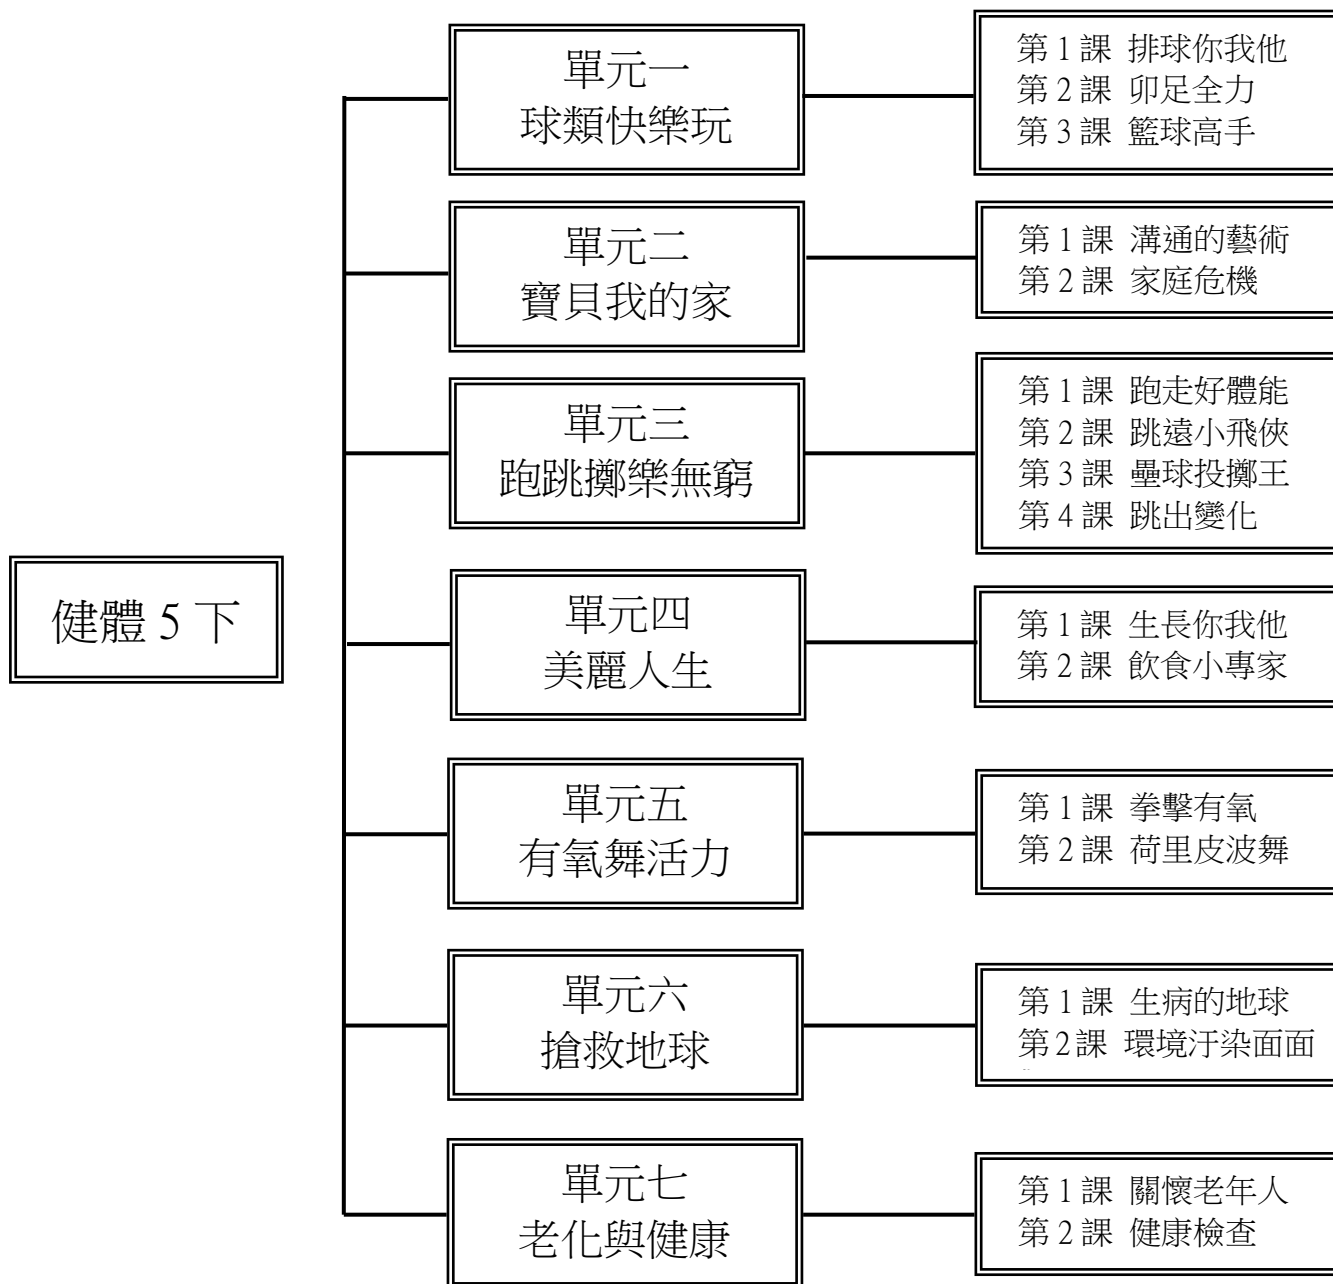 健體 5 下
單元一
球類快樂玩
第 1 課 排球你我他
第 2 課 卯足全力
第 3 課 籃球高手
單元二
寶貝我的家
第 1 課 溝通的藝術
第 2 課 家庭危機
單元三
跑跳擲樂無窮
第 1 課 跑走好體能
第 2 課 跳遠小飛俠
第 3 課 壘球投擲王
第 4 課 跳出變化
單元四
美麗人生
第 1 課 生長你我他
第 2 課 飲食小專家
單元五
有氧舞活力
第 1 課 拳擊有氧
第 2 課 荷里皮波舞
單元六
搶救地球
第 1 課 生病的地球
第 2 課 環境汙染面面
單元七
老化與健康
第 1 課 關懷老年人
第 2 課 健康檢查